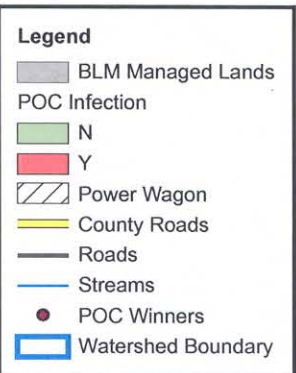 Legend
BLM Managed Lands
POC Infection
N
Y
Power Wagon
County Roads
Roads
Streams
POC Winners
Watershed Boundary